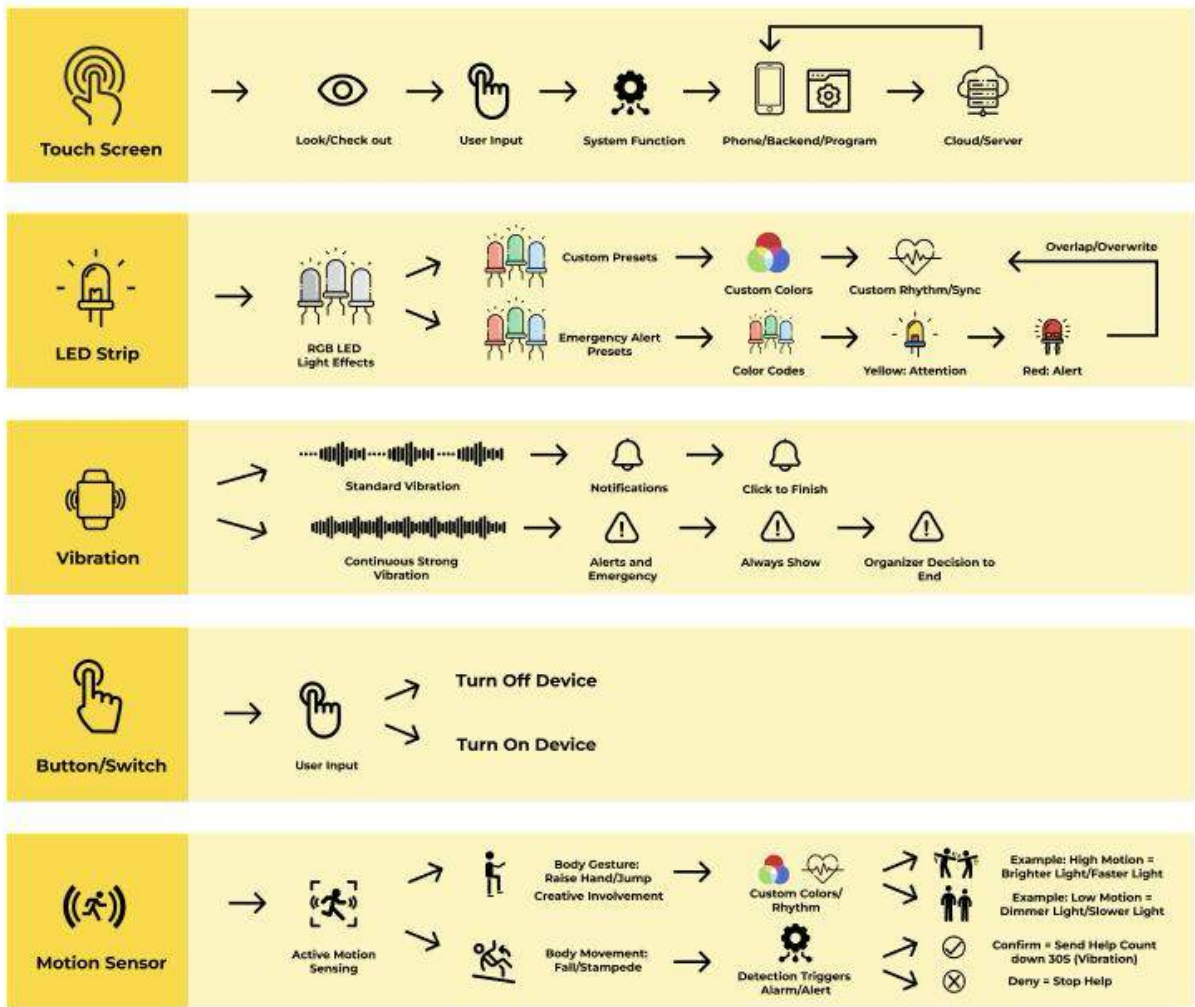 Touch Screen
Look/Check out
User Input
System Function
Phone/Backend/Program
Cloud/Server
LED Strip
RGB LED
Light Effects
Custom Presets
Custom Colors
Custom Rhythm/Sync
Overlap/Overwrite
Emergency Alert
Presets
Color Codes
Yellow: Attention
Red: Alert
Vibration
Standard Vibration
Notifications
Click to Finish
Continuous Strong
Vibration
Alerts and
Emergency
Always Show
Organizer Decision to
End
Button/Switch
User Input
Turn Off Device
Turn On Device
Motion Sensor
Active Motion
Sensing
Body Gesture:
Raise Hand/Jump
Creative Involvement
Custom Colors/
Rhythm
Example: High Motion =
Brighter Light/Faster Light
Example: Low Motion =
Dimmer Light/Slower Light
Body Movement:
Fall/Stampede
Detection Triggers
Alarm/Alert
Confirm = Send Help Count
down 30S (Vibration)
Deny = Stop Help